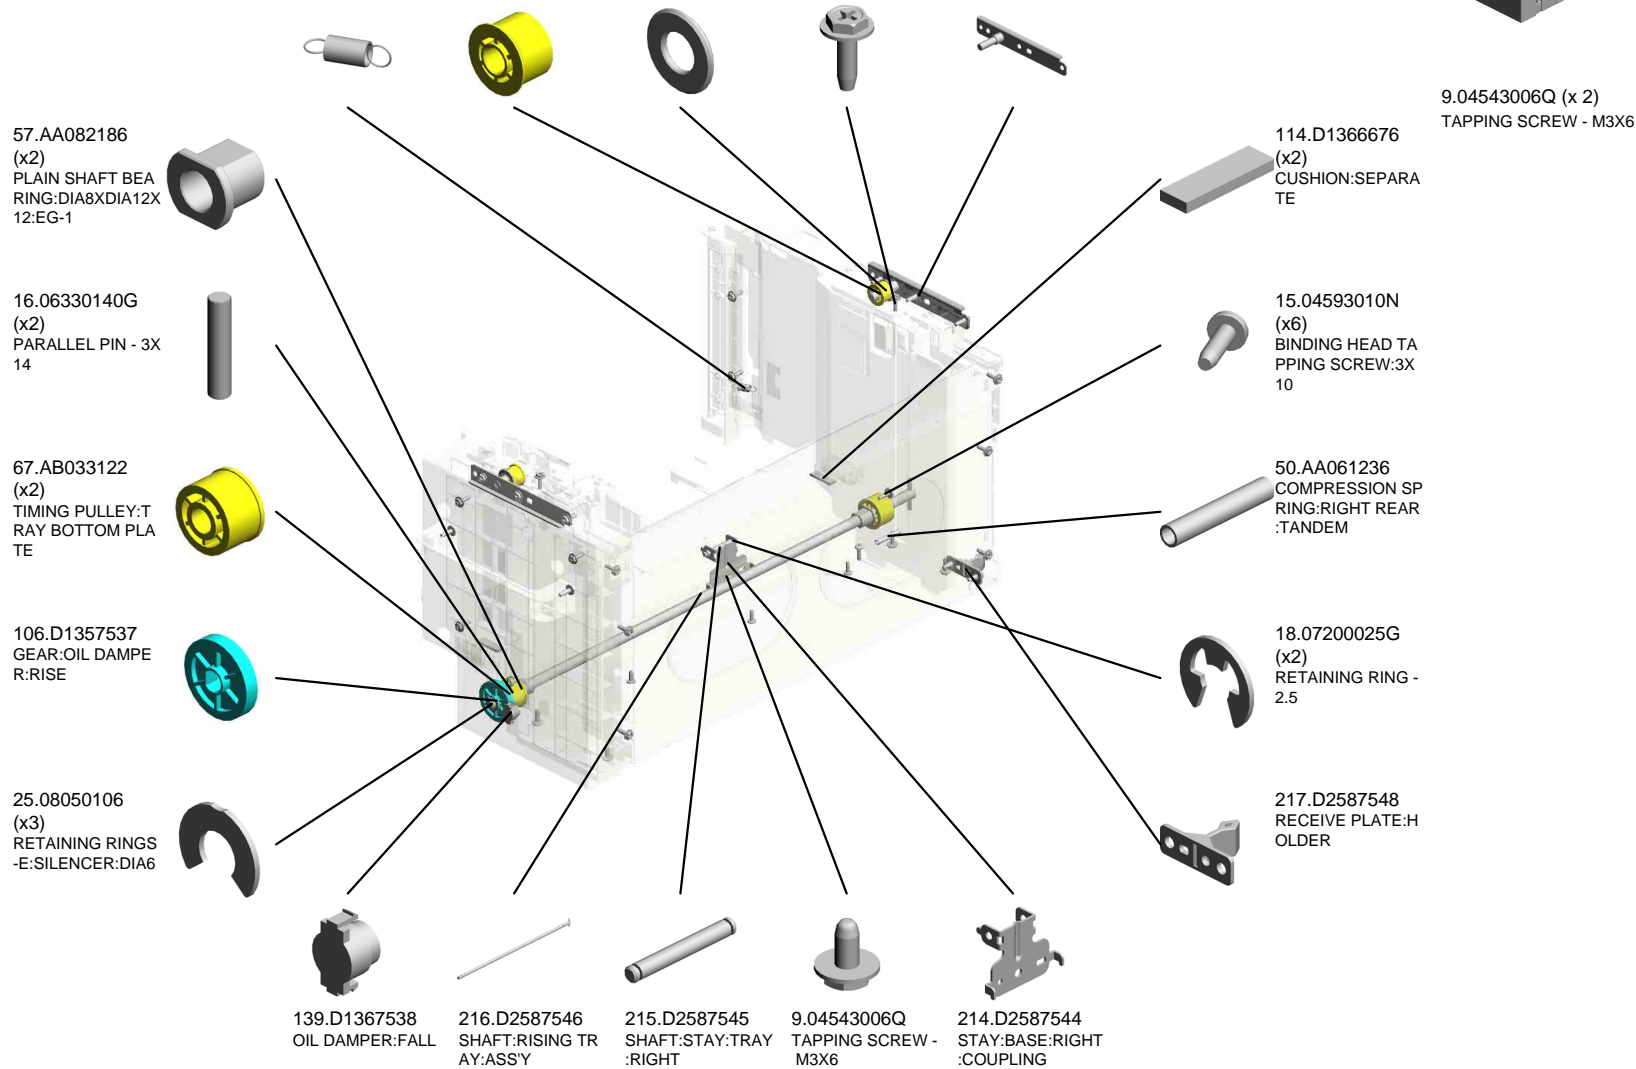 9.04543006Q (x 2)
TAPPING SCREW - M3X6
57.AA082186
(x2)
PLAIN SHAFT BEA
RING:DIA8XDIA12X
12:EG-1
16.06330140G
(x2)
PARALLEL PIN - 3X
14
67.AB033122
(x2)
TIMING PULLEY:T
RAY BOTTOM PLA
TE
106.D1357537
GEAR:OIL DAMPE
R:RISE
25.08050106
(x3)
RETAINING RINGS
-E:SILENCER:DIA6
114.D1366676
(x2)
CUSHION:SEPARA
TE
15.04593010N
(x6)
BINDING HEAD TA
PPING SCREW:3X
10
50.AA061236
COMPRESSION SP
RING:RIGHT REAR
:TANDEM
18.07200025G
(x2)
RETAINING RING -
2.5
217.D2587548
RECEIVE PLATE:H
OLDER
139.D1367538
OIL DAMPER:FALL
216.D2587546
SHAFT:RISING TR
AY:ASS'Y
215.D2587545
SHAFT:STAY:TRAY
:RIGHT
9.04543006Q
TAPPING SCREW -
M3X6
214.D2587544
STAY:BASE:RIGHT
:COUPLING